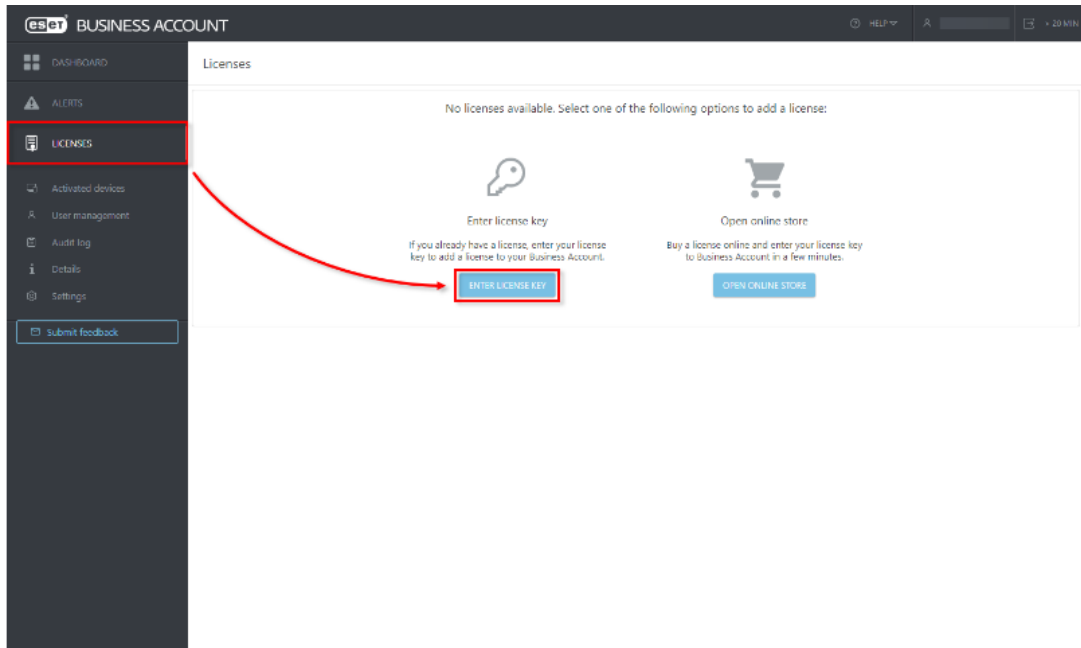 eseT BUSINESS ACCOUNT
HELP
> 20 MIN
DASHBOARD
ALERTS
LICENSES
Activated devices
User management
Audit log
Details
Settings
Submit feedback
Licenses
No licenses available. Select one of the following options to add a license:
Enter license key
If you already have a license, enter your license
key to add a license to your Business Account.
ENTER LICENSE KEY
Open online store
Buy a license online and enter your license key
to Business Account in a few minutes.
OPEN ONLINE STORE